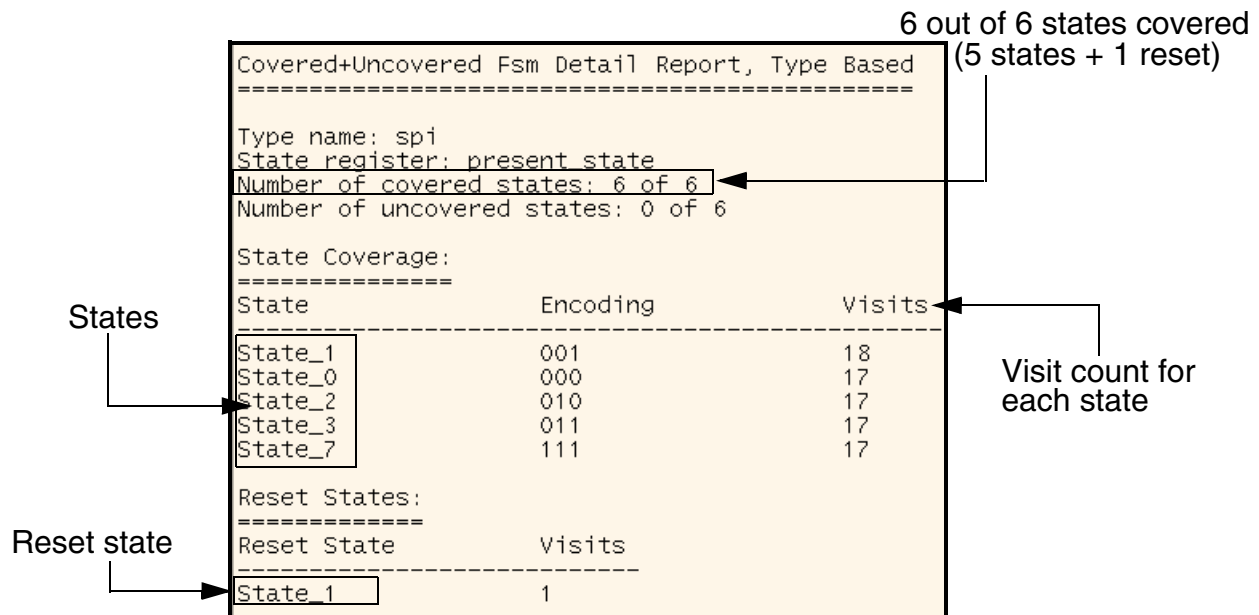 6 out of 6 states covered
(5 states + 1 reset)
Covered+Uncovered Fsm Detail Report, Type Based
===============================================
Type name: spi
State register: present_state
Number of covered states: 6 of 6
Number of uncovered states: 0 of 6
State Coverage:
===============
State Encoding Visits
-------------------------------------------------
State_1 001 18
State_0 000 17
State_2 010 17
State_3 011 17
State_7 111 17
States
Visit count for
each state
Reset States:
=============
Reset State Visits
----------------------------
State_1 1
Reset state